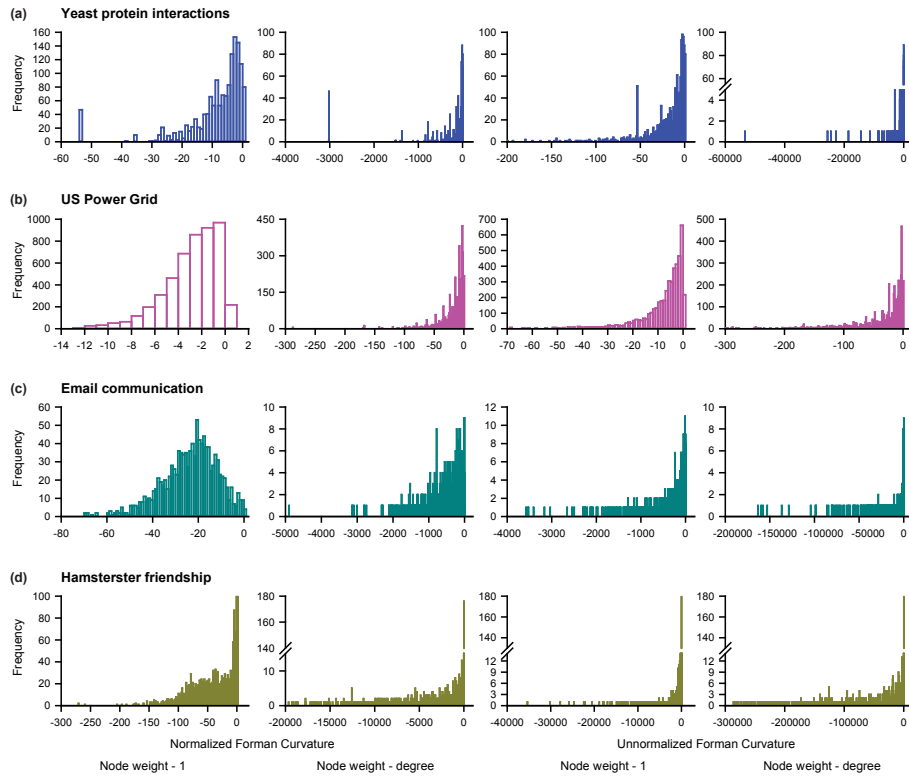 (a) Yeast protein interactions
Frequency
160 140 120 100 80 60 40 20 0
-60 -50 -40 -30 -20 -10 0
100 80 60 40 20 0
-4000 -3000 -2000 -1000 0
100 80 60 40 20 0
-200 -150 -100 -50 0
100 80 60 4 2 0
-60000 -40000 -20000 0
(b) US Power Grid
Frequency
1000 800 600 400 200 0
-14 -12 -10 -8 -6 -4 -2 0 2
450 300 150 0
-300 -250 -200 -150 -100 -50 0
700 600 500 400 300 200 100 0
-70 -60 -50 -40 -30 -20 -10 0
500 400 300 200 100 0
-300 -200 -100 0
(c) Email communication
Frequency
60 50 40 30 20 10 0
-80 -60 -40 -20 0
10 8 6 4 2 0
-5000 -4000 -3000 -2000 -1000 0
12 10 8 6 4 2 0
-4000 -3000 -2000 -1000 0
10 8 6 4 2 0
-200000 -150000 -100000 -50000 0
(d) Hamsterster friendship
Frequency
100 80 60 40 20 0
-250 -200 -150 -100 -50 0
180 160 140 10 5 0
-20000 -15000 -10000 -5000 0
180 160 140 12 9 6 3 0
-40000 -30000 -20000 -10000 0
180 160 140 12 9 6 3 0
-300000 -200000 -100000 0
Normalized Forman Curvature Unnormalized Forman Curvature
Node weight - 1 Node weight - degree Node weight - 1 Node weight - degree